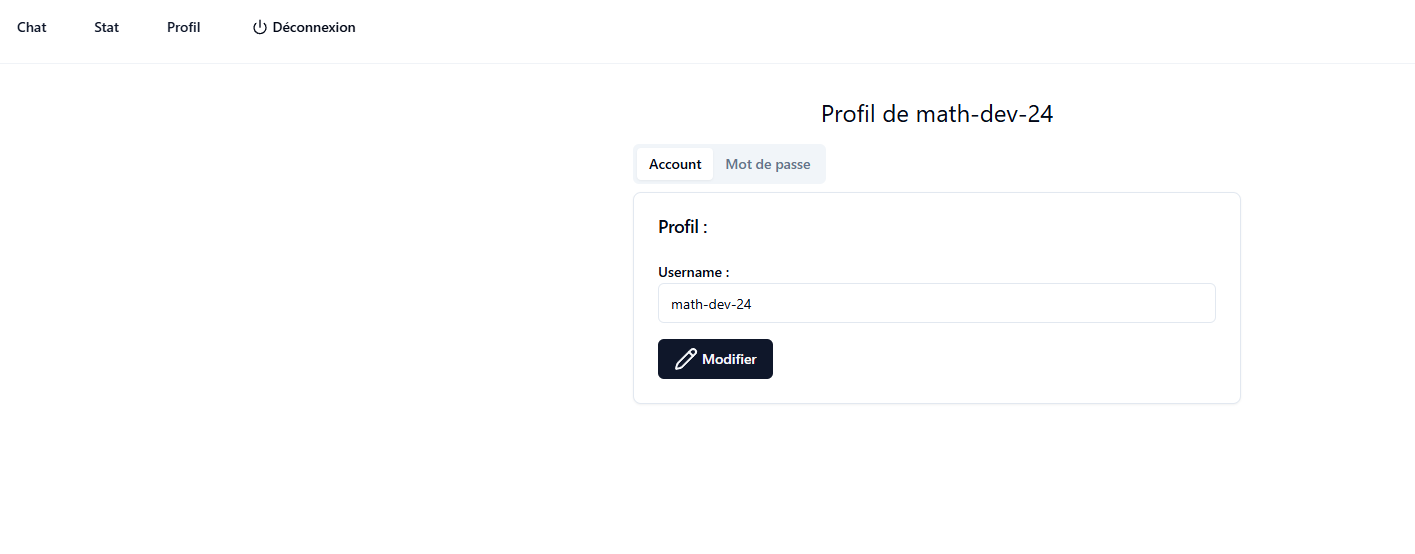 Chat Stat Profil Déconnexion
Profil de math-dev-24
Account Mot de passe
Profil :
Username :
math-dev-24
Modifier